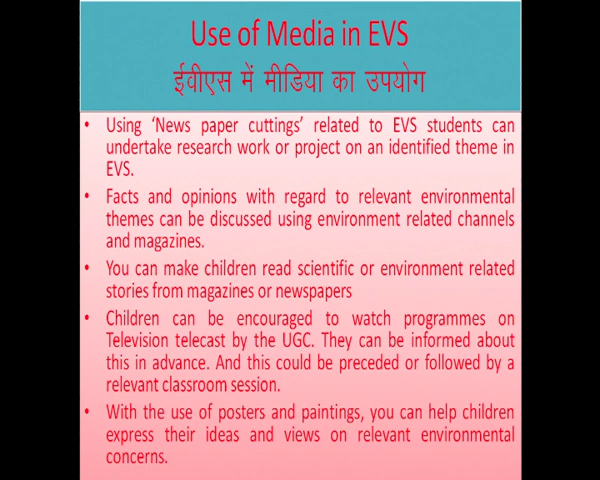 Use of Media in EVS
ईवीएस में मीडिया का उपयोग
• Using ‘News paper cuttings’ related to EVS students can
undertake research work or project on an identified theme in
EVS.
• Facts and opinions with regard to relevant environmental
themes can be discussed using environment related channels
and magazines.
• You can make children read scientific or environment related
stories from magazines or newspapers
• Children can be encouraged to watch programmes on
Television telecast by the UGC. They can be informed about
this in advance. And this could be preceded or followed by a
relevant classroom session.
• With the use of posters and paintings, you can help children
express their ideas and views on relevant environmental
concerns.